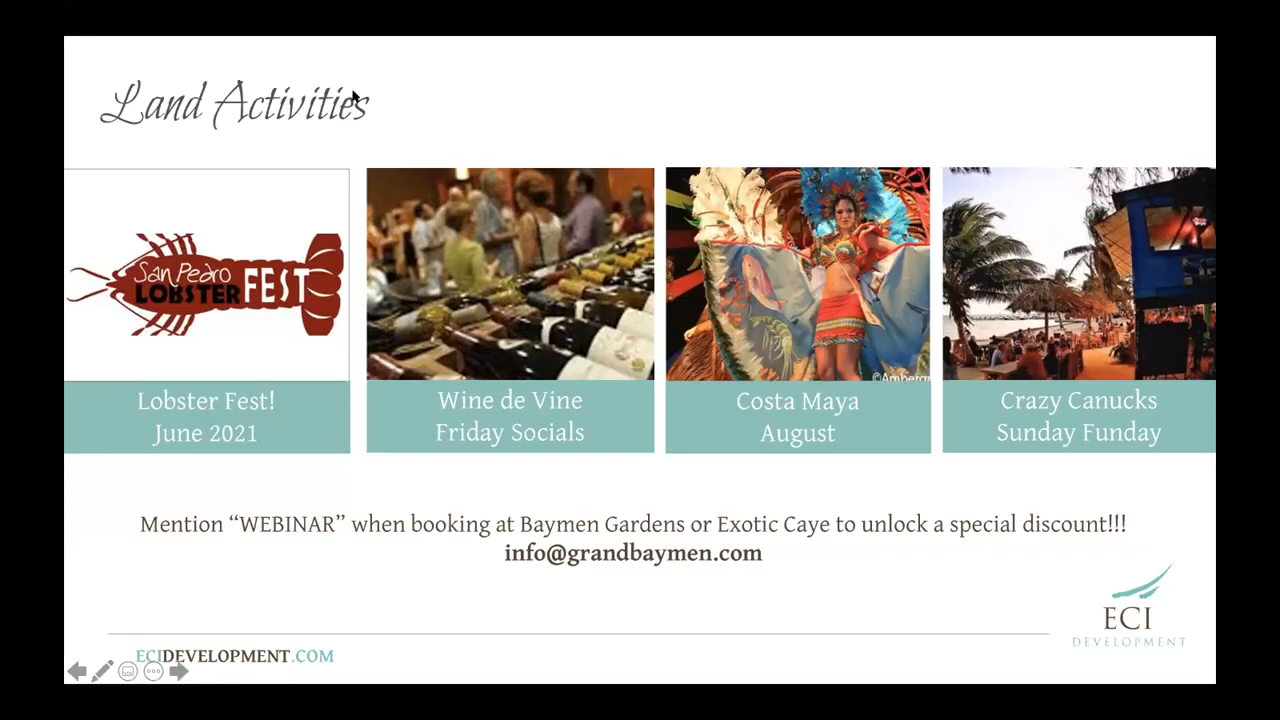 Land Activities
San Pedro
LOBSTER FEST
©Ambergr
Lobster Fest!
June 2021
Wine de Vine
Friday Socials
Costa Maya
August
Crazy Canucks
Sunday Funday
Mention “WEBINAR” when booking at Baymen Gardens or Exotic Caye to unlock a special discount!!!
info@grandbaymen.com
ECI
DEVELOPMENT
ECIDEVELOPMENT.COM